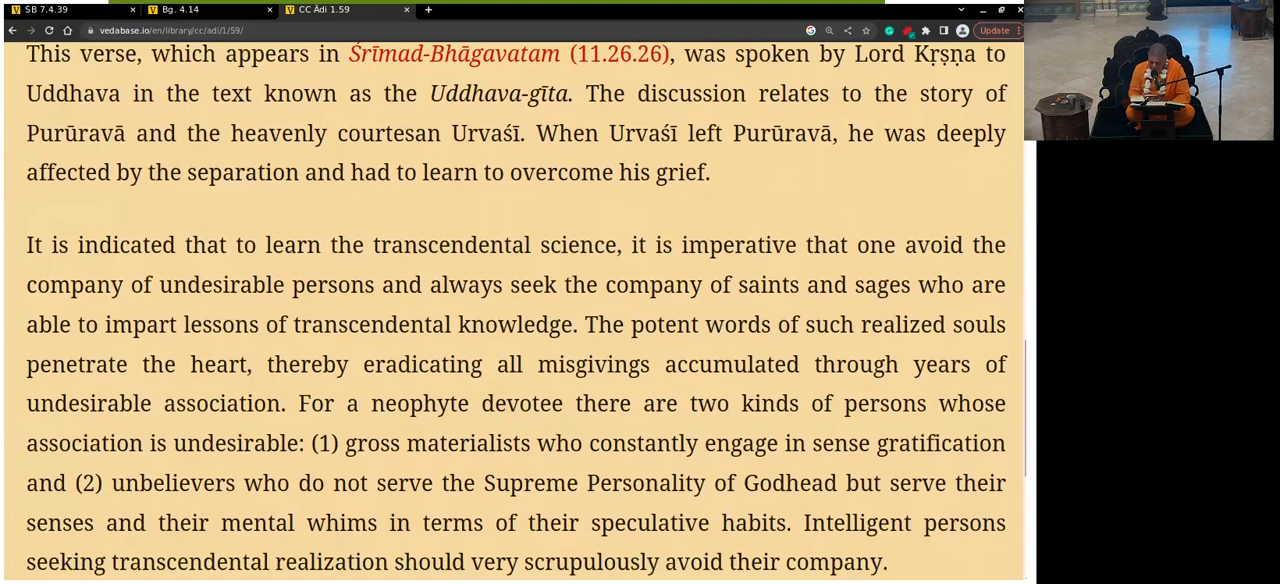 ŚB 7.4.39
Bg. 4.14
CC Ādi 1.59
vedabase.io/en/library/cc/adi/1/59/
Update
This verse, which appears in Śrīmad-Bhāgavatam (11.26.26), was spoken by Lord Kṛṣṇa to
Uddhava in the text known as the Uddhava-gīta. The discussion relates to the story of
Purūravā and the heavenly courtesan Urvaśī. When Urvaśī left Purūravā, he was deeply
affected by the separation and had to learn to overcome his grief.
It is indicated that to learn the transcendental science, it is imperative that one avoid the
company of undesirable persons and always seek the company of saints and sages who are
able to impart lessons of transcendental knowledge. The potent words of such realized souls
penetrate the heart, thereby eradicating all misgivings accumulated through years of
undesirable association. For a neophyte devotee there are two kinds of persons whose
association is undesirable: (1) gross materialists who constantly engage in sense gratification
and (2) unbelievers who do not serve the Supreme Personality of Godhead but serve their
senses and their mental whims in terms of their speculative habits. Intelligent persons
seeking transcendental realization should very scrupulously avoid their company.